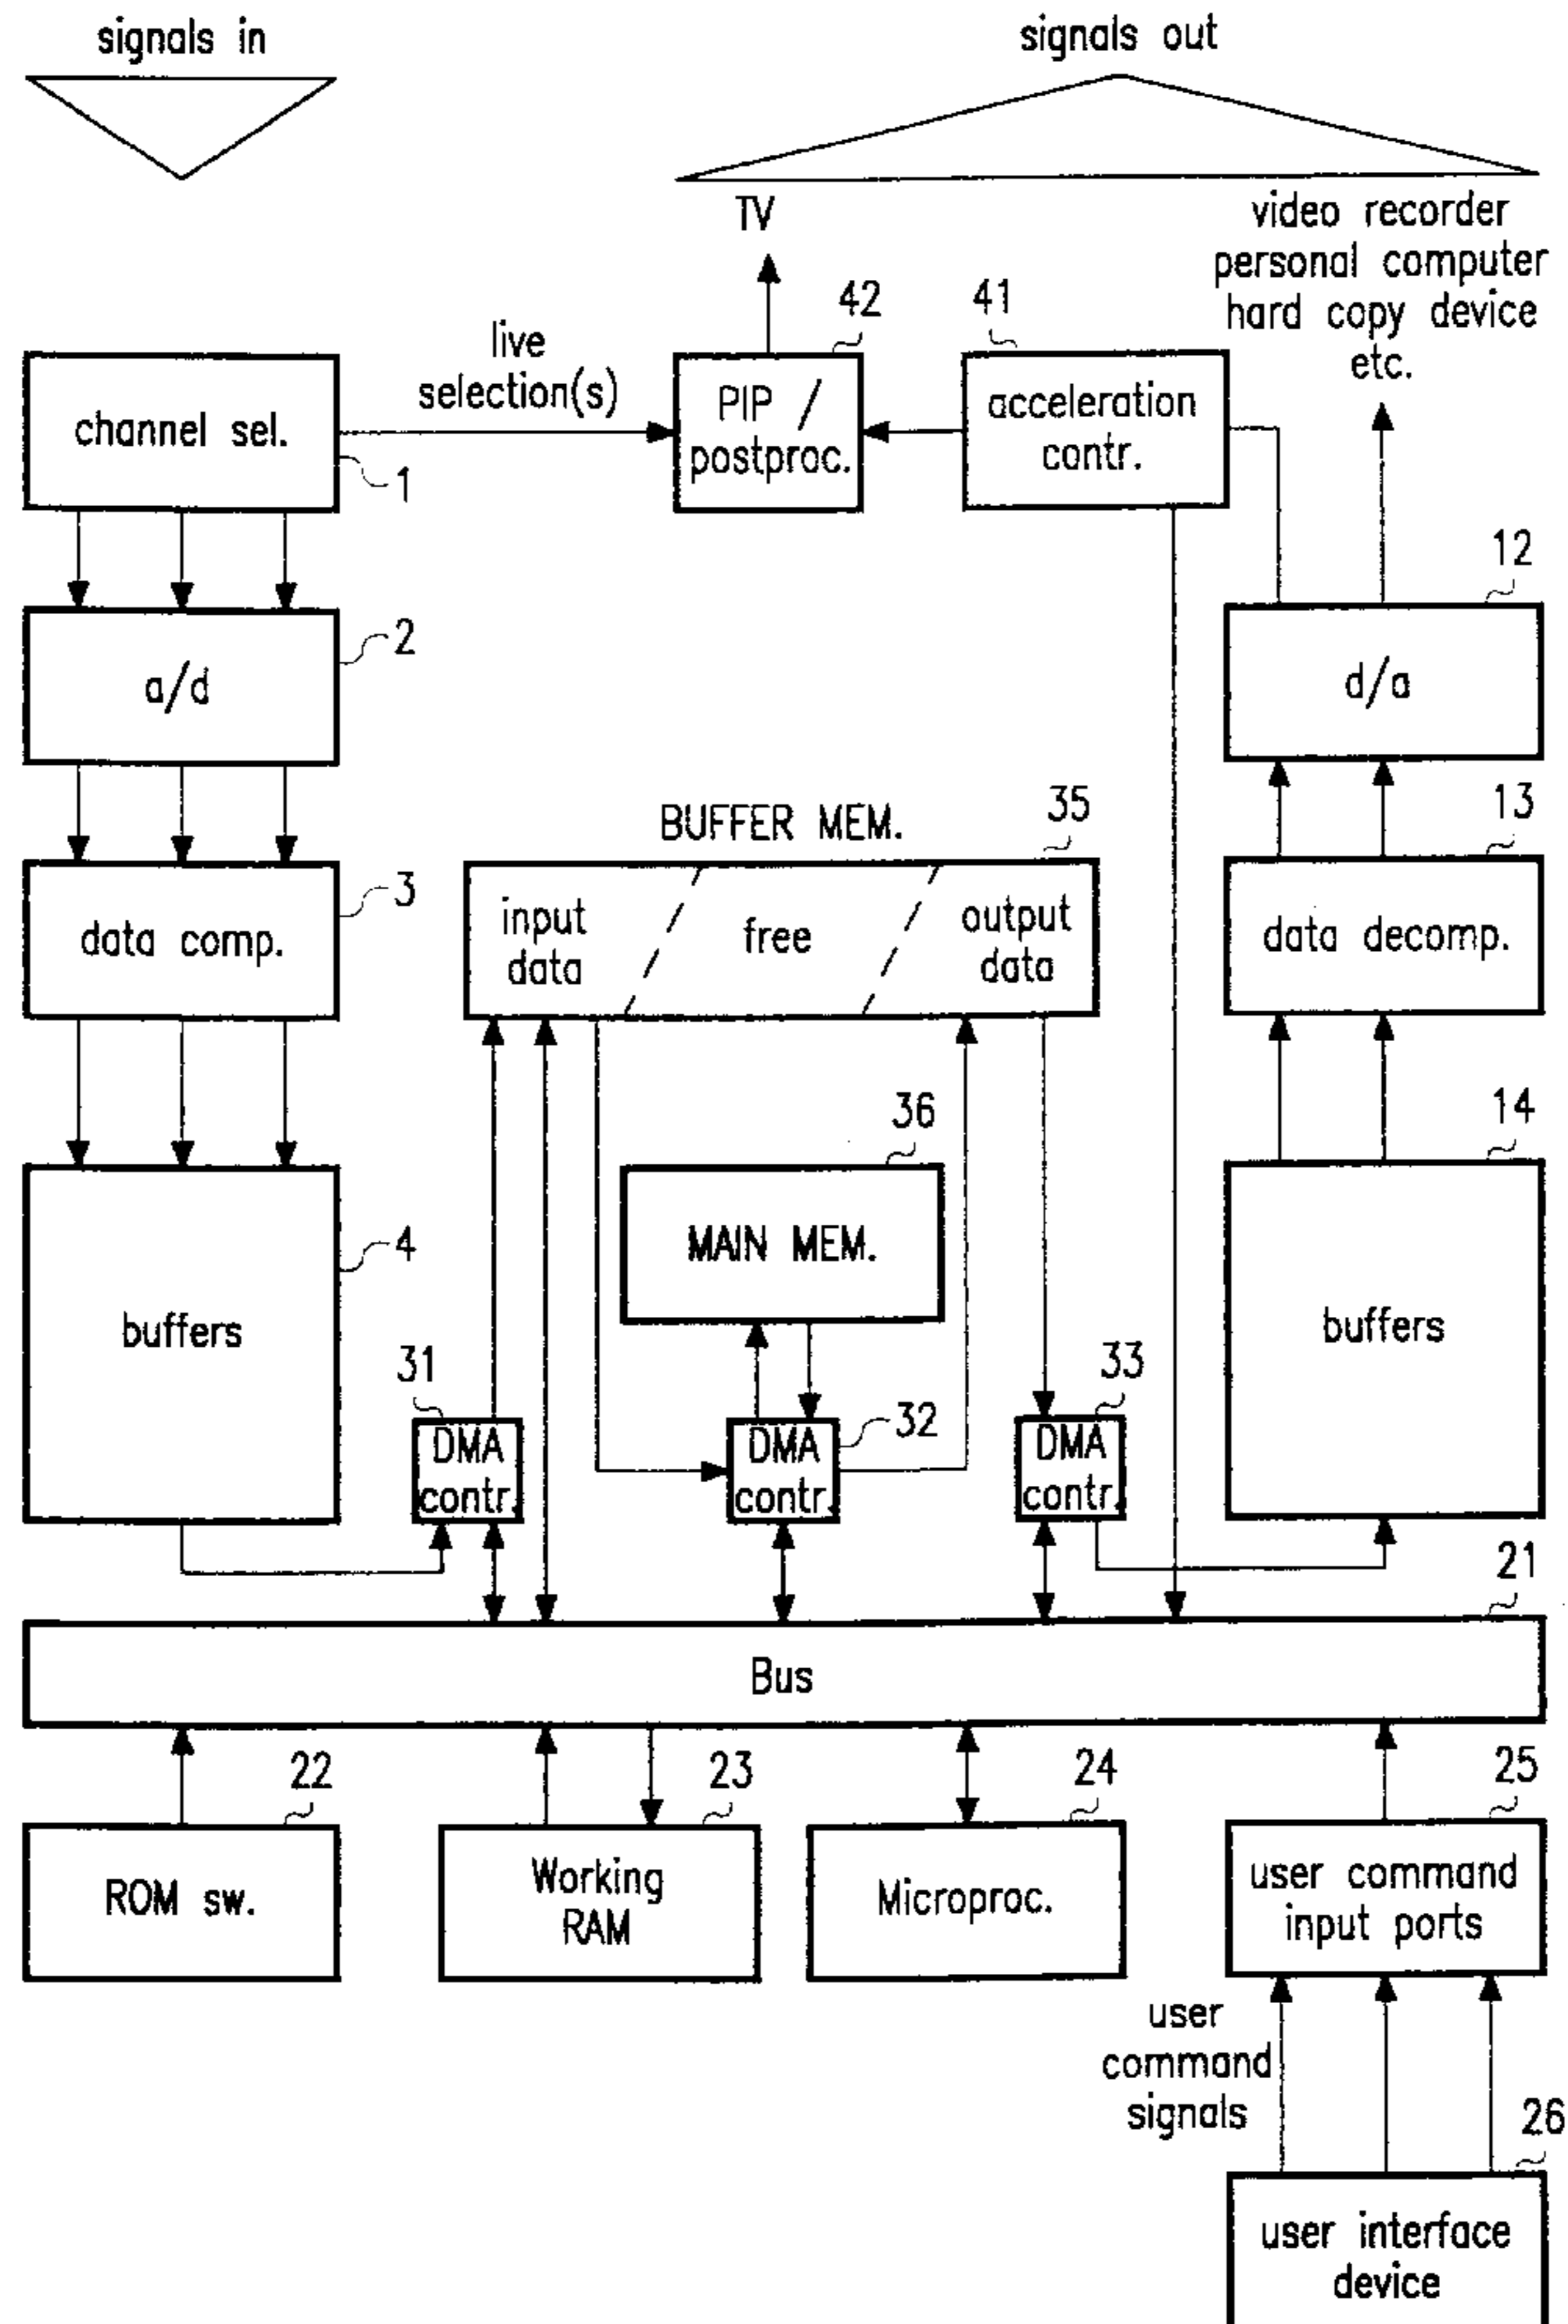 signals in
signals out
TV
video recorder
personal computer
hard copy device
etc.
42
41
live
selection(s)
channel sel.
1
PIP /
postproc.
acceleration
contr.
12
2
a/d
d/a
13
35
BUFFER MEM.
3
data comp.
input
data
free
output
data
data decomp.
36
14
MAIN MEM.
4
buffers
buffers
31
DMA
contr.
32
DMA
contr.
33
DMA
contr.
21
Bus
22
23
24
25
ROM sw.
Working
RAM
Microproc.
user command
input ports
user
command
signals
26
user interface
device